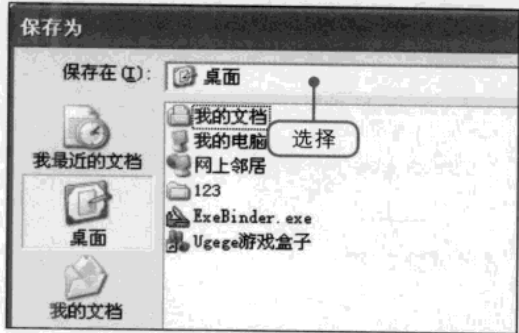 保存为
保存在(I):
桌面
我的文档
我的电脑
选择
网上邻居
123
ExeBinder.exe
Ugege游戏盒子
我最近的文档
桌面
我的文档